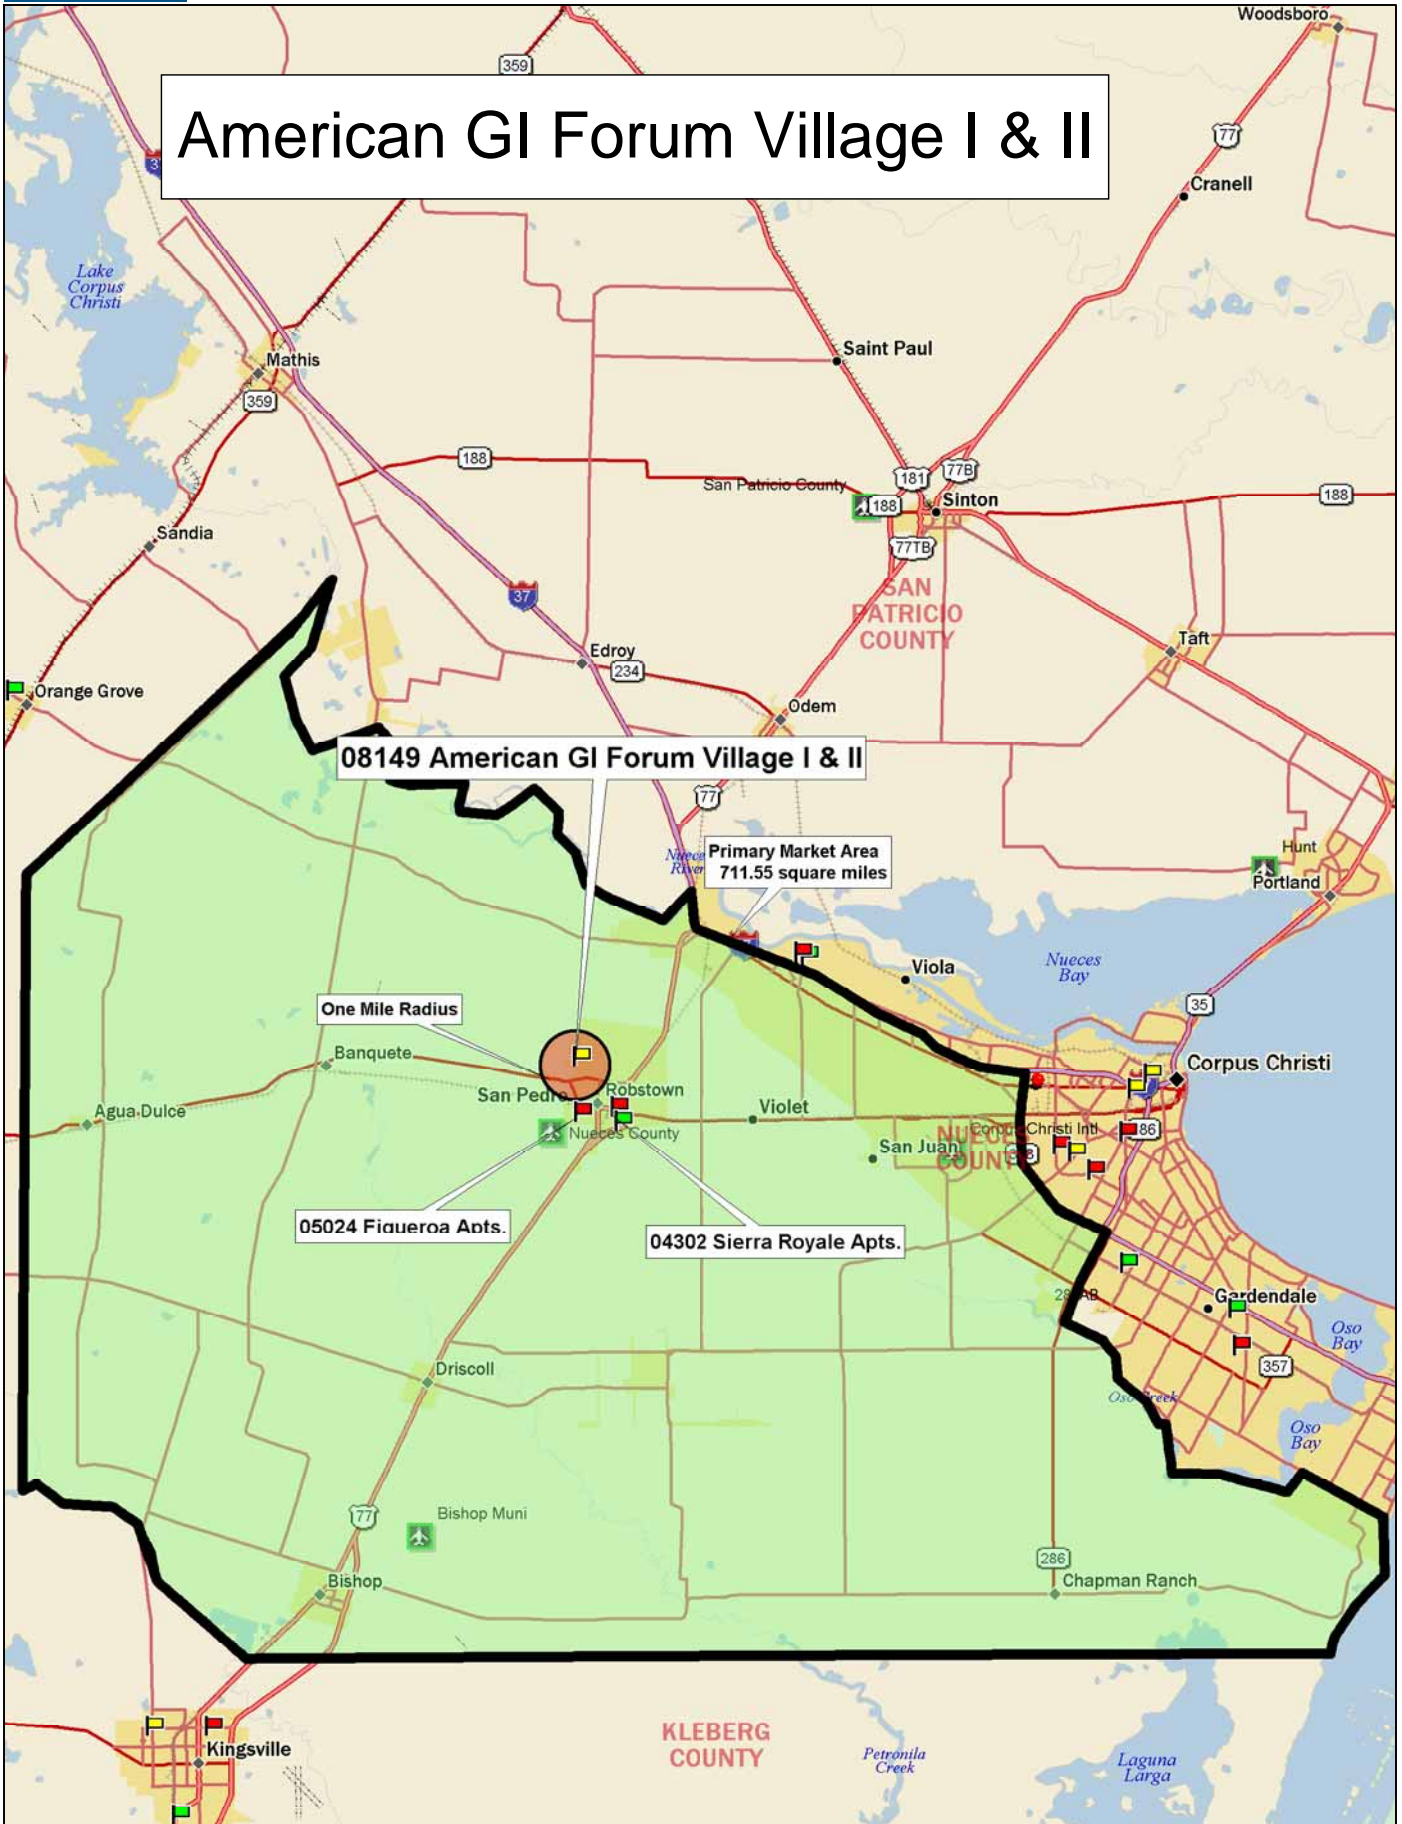 Woodsboro
359
American GI Forum Village I & II
77
Cranell
Lake
Corpus
Christi
Saint Paul
Mathis
359
188
181
77B
San Patricio County
188
Sinton
188
77TB
Sandia
37
SAN
PATRICIO
COUNTY
Taft
Edroy
234
Orange Grove
Odem
08149 American GI Forum Village I & II
77
Primary Market Area
711.55 square miles
Hunt
Portland
Viola
Nueces
Bay
35
One Mile Radius
Banquete
Corpus Christi
San Pedro
Robstown
Agua Dulce
Violet
Nueces County
San Juan
NUECES
COUNTY
Christi Intl
05024 Figueroa Apts.
04302 Sierra Royale Apts.
Gardendale
Oso
Bay
357
Driscoll
Oso Creek
Oso
Bay
77
Bishop Muni
286
Bishop
Chapman Ranch
KLEBERG
COUNTY
Kingsville
Petronila
Creek
Laguna
Larga